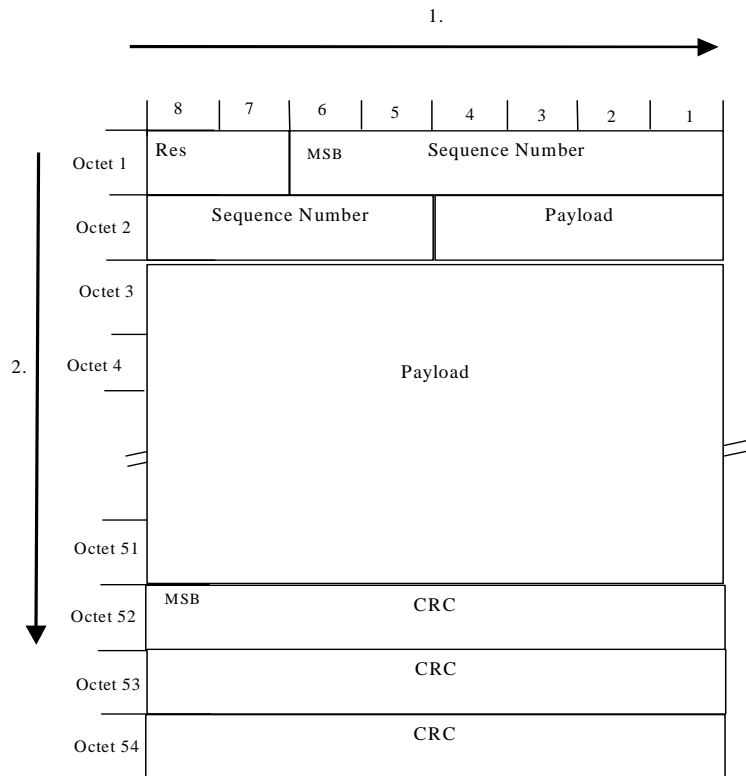 1.
8 7 6 5 4 3 2 1
Octet 1 Res MSB Sequence Number
Octet 2 Sequence Number Payload
Octet 3
2. Octet 4 Payload
Octet 51
Octet 52 MSB CRC
Octet 53 CRC
Octet 54 CRC